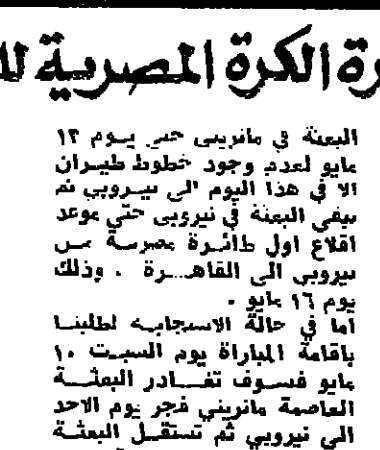 رة الكرة المصرية لل
البعثة في مانزيني حتى يوم ١٣
مايو لعدم وجود خطوط طيران
الا في هذا اليوم الى نيروبي ثم
تبقى البعثة في نيروبي حتى موعد
اقلاع اول طائرة مصرية من
نيروبي الى القاهرة . وذلك
يوم ١٦ مايو .
اما في حالة الاستجابة لطلبنا
باقامة المباراة يوم السبت ١٠
مايو فسوف تغادر البعثة
العاصمة مانزيني فجر يوم الاحد
الى نيروبي ثم تستقل البعثة